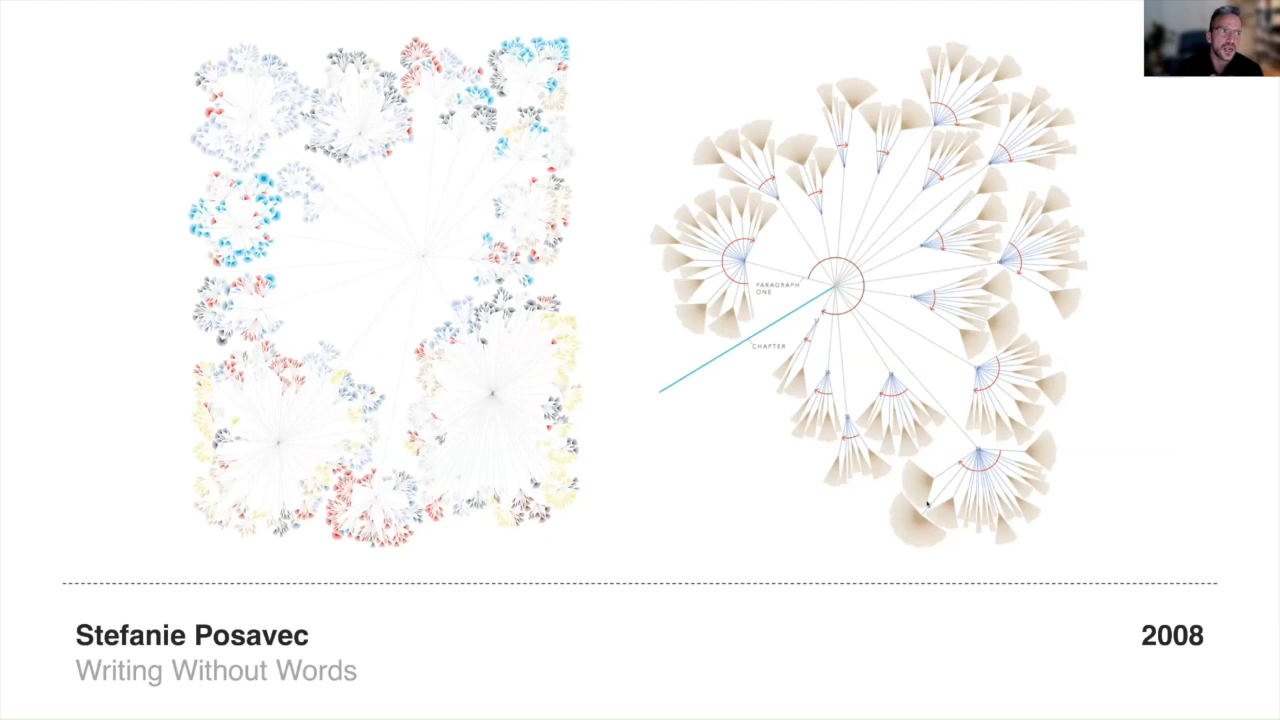 PARAGRAPH
ONE
CHAPTER
Stefanie Posavec
2008
Writing Without Words